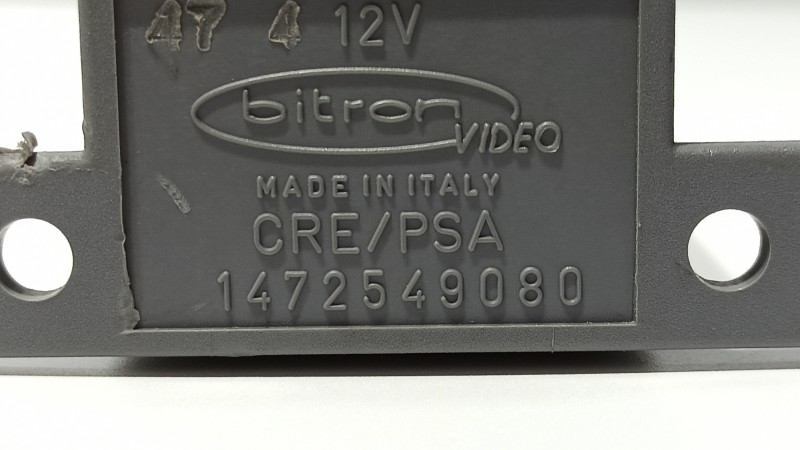 47 4 12V
bitron VIDEO
MADE IN ITALY
CRE/PSA
1472549080